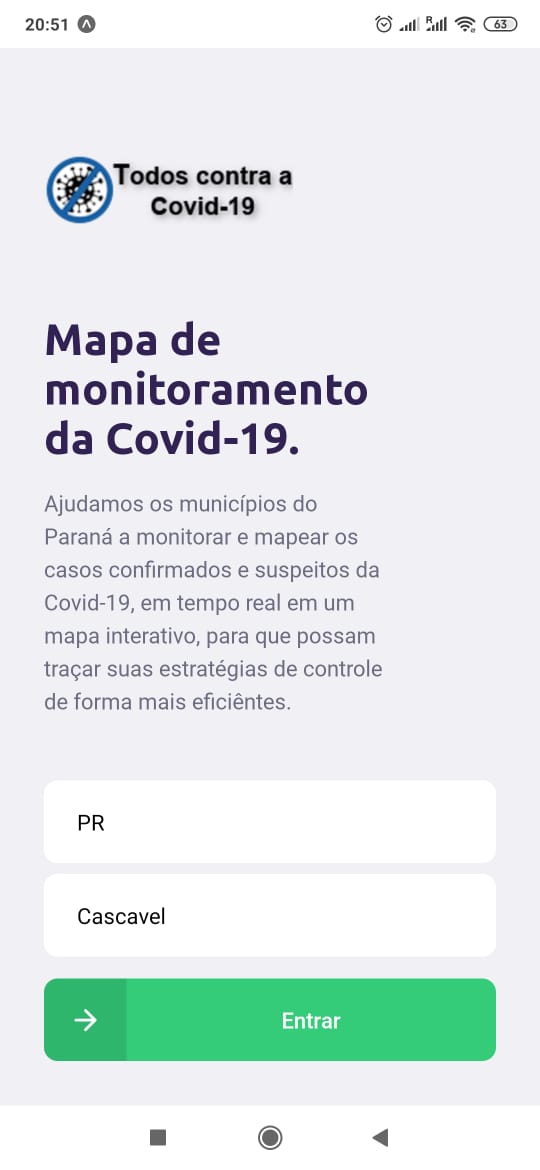 20:51
R
63
Todos contra a
Covid-19
Mapa de
monitoramento
da Covid-19.
Ajudamos os municípios do
Paraná a monitorar e mapear os
casos confirmados e suspeitos da
Covid-19, em tempo real em um
mapa interativo, para que possam
traçar suas estratégias de controle
de forma mais eficiêntes.
PR
Cascavel
Entrar